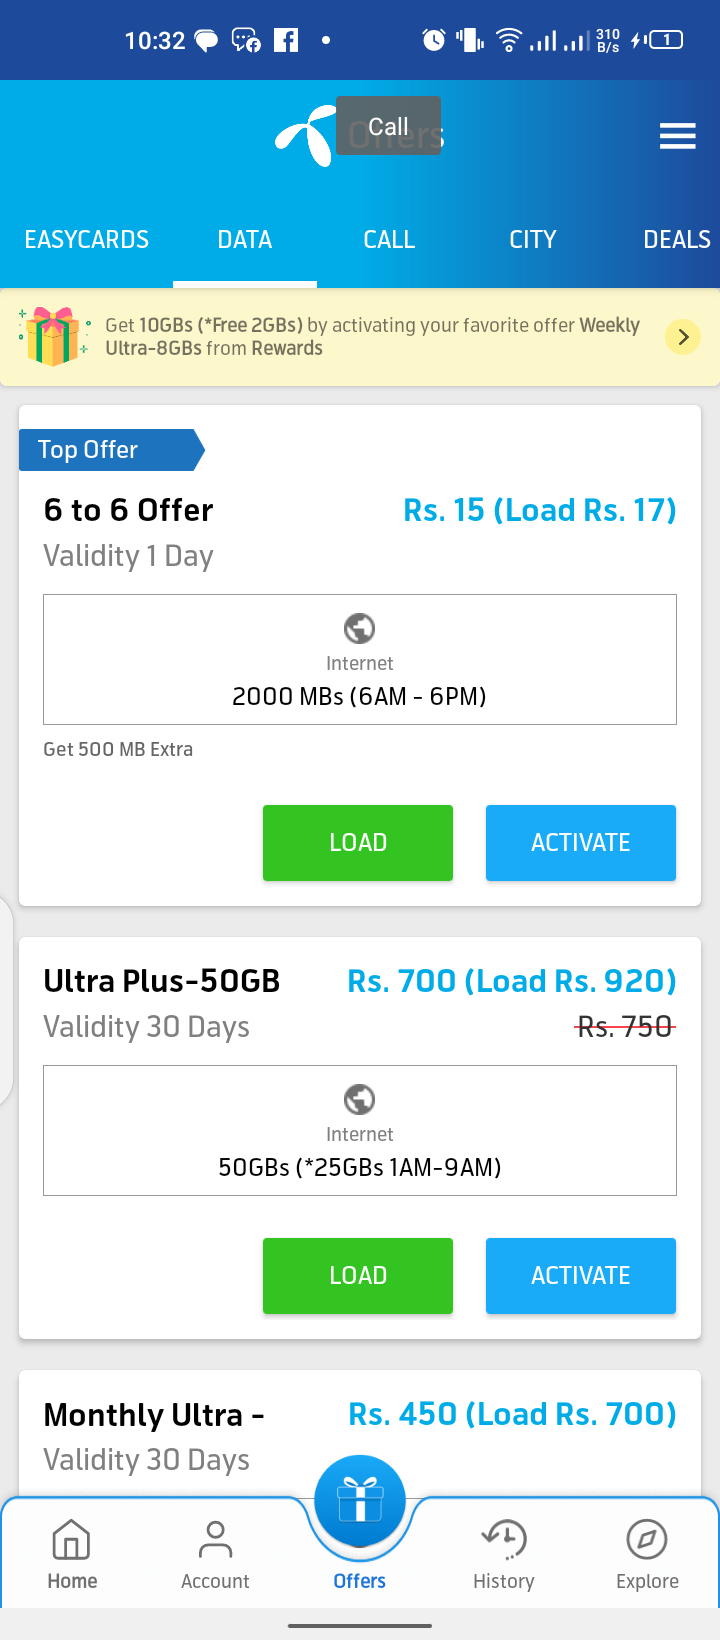 10:32
310
B/s
1
Offers
Call
EASYCARDS DATA CALL CITY DEALS
Get 10GBs (*Free 2GBs) by activating your favorite offer Weekly
Ultra-8GBs from Rewards
Top Offer
6 to 6 Offer Rs. 15 (Load Rs. 17)
Validity 1 Day
Internet
2000 MBs (6AM - 6PM)
Get 500 MB Extra
LOAD ACTIVATE
Ultra Plus-50GB Rs. 700 (Load Rs. 920)
Validity 30 Days Rs. 750
Internet
50GBs (*25GBs 1AM-9AM)
LOAD ACTIVATE
Monthly Ultra - Rs. 450 (Load Rs. 700)
Validity 30 Days
Home Account Offers History Explore